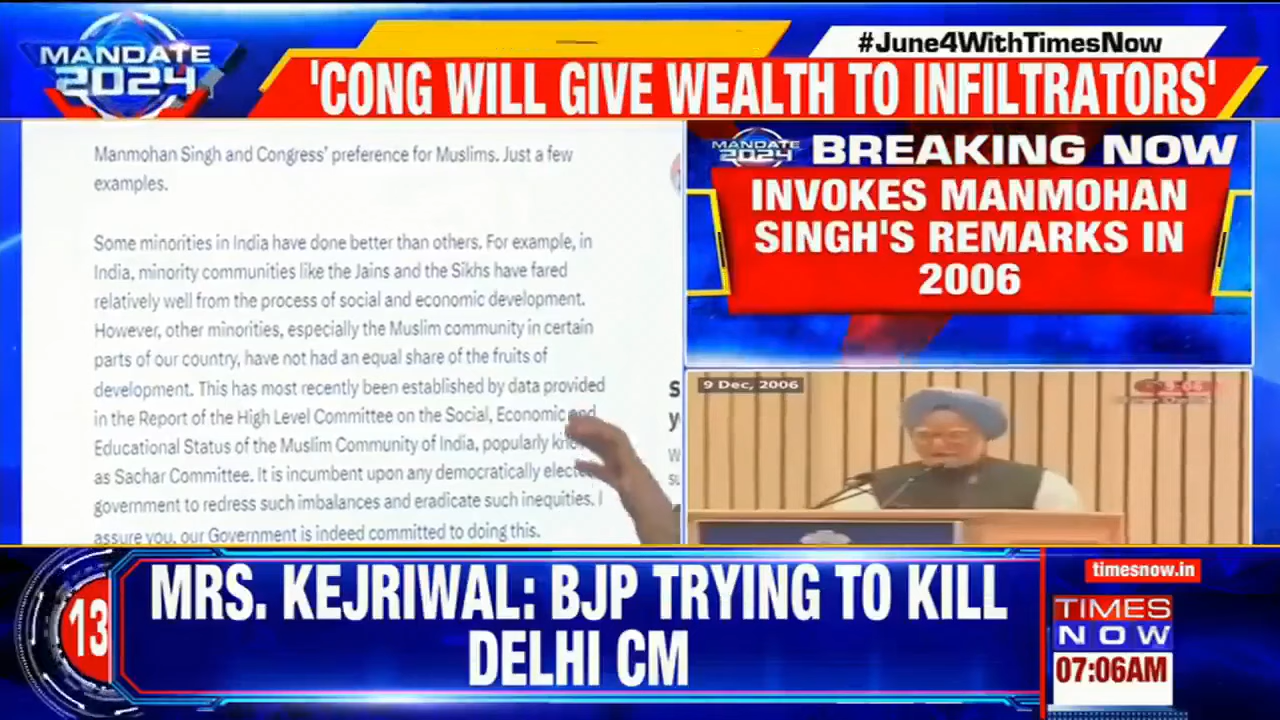 MANDATE
2024
#June4WithTimesNow
'CONG WILL GIVE WEALTH TO INFILTRATORS'
Manmohan Singh and Congress' preference for Muslims. Just a few
examples.
Some minorities in India have done better than others. For example, in
India, minority communities like the Jains and the Sikhs have fared
relatively well from the process of social and economic development.
However, other minorities, especially the Muslim community in certain
parts of our country, have not had an equal share of the fruits of
development. This has most recently been established by data provided
in the Report of the High Level Committee on the Social, Economic and
Educational Status of the Muslim Community of India, popularly
as Sachar Committee. It is incumbent upon any democratically
government to redress such imbalances and eradicate such inequities. I
assure you, our Government is indeed committed to doing this.
MANDATE
2024
BREAKING NOW
INVOKES MANMOHAN
SINGH'S REMARKS IN
2006
9 Dec, 2006
13
MRS. KEJRIWAL: BJP TRYING TO KILL
DELHI CM
timesnow.in
TIMES
NOW
07:06AM